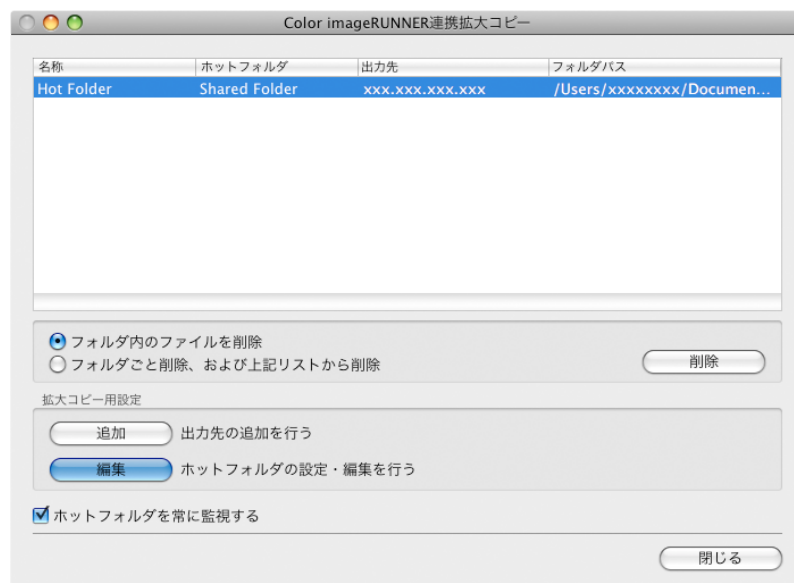 Color imageRUNNER連携拡大コピー
名称 ホットフォルダ 出力先 フォルダパス
Hot Folder Shared Folder xxx.xxx.xxx.xxx /Users/xxxxxxxx/Documen...
フォルダ内のファイルを削除
フォルダごと削除、および上記リストから削除 削除
拡大コピー用設定
追加 出力先の追加を行う
編集 ホットフォルダの設定・編集を行う
ホットフォルダを常に監視する
閉じる